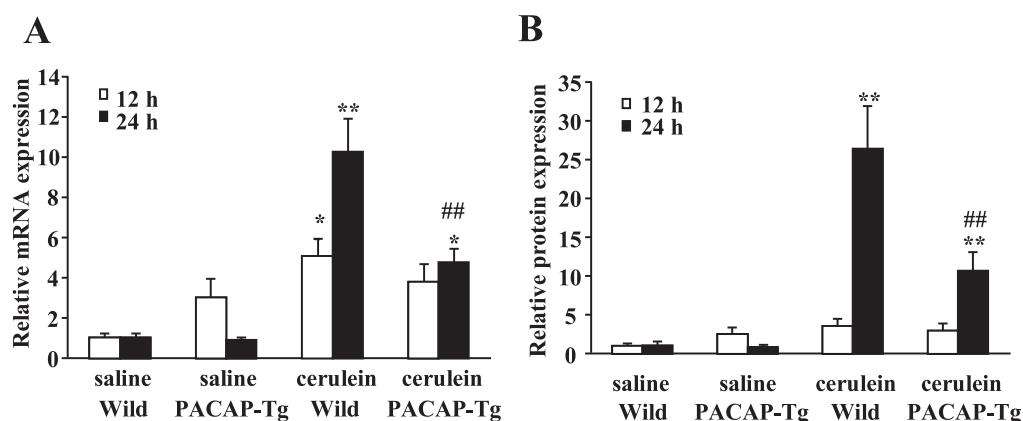 A
Relative mRNA expression
14
12
10
8
6
4
2
0
12 h
24 h
*
**
##
*
saline saline cerulein cerulein
Wild PACAP-Tg Wild PACAP-Tg
B
Relative protein expression
35
30
25
20
15
10
5
0
12 h
24 h
**
##
**
saline saline cerulein cerulein
Wild PACAP-Tg Wild PACAP-Tg